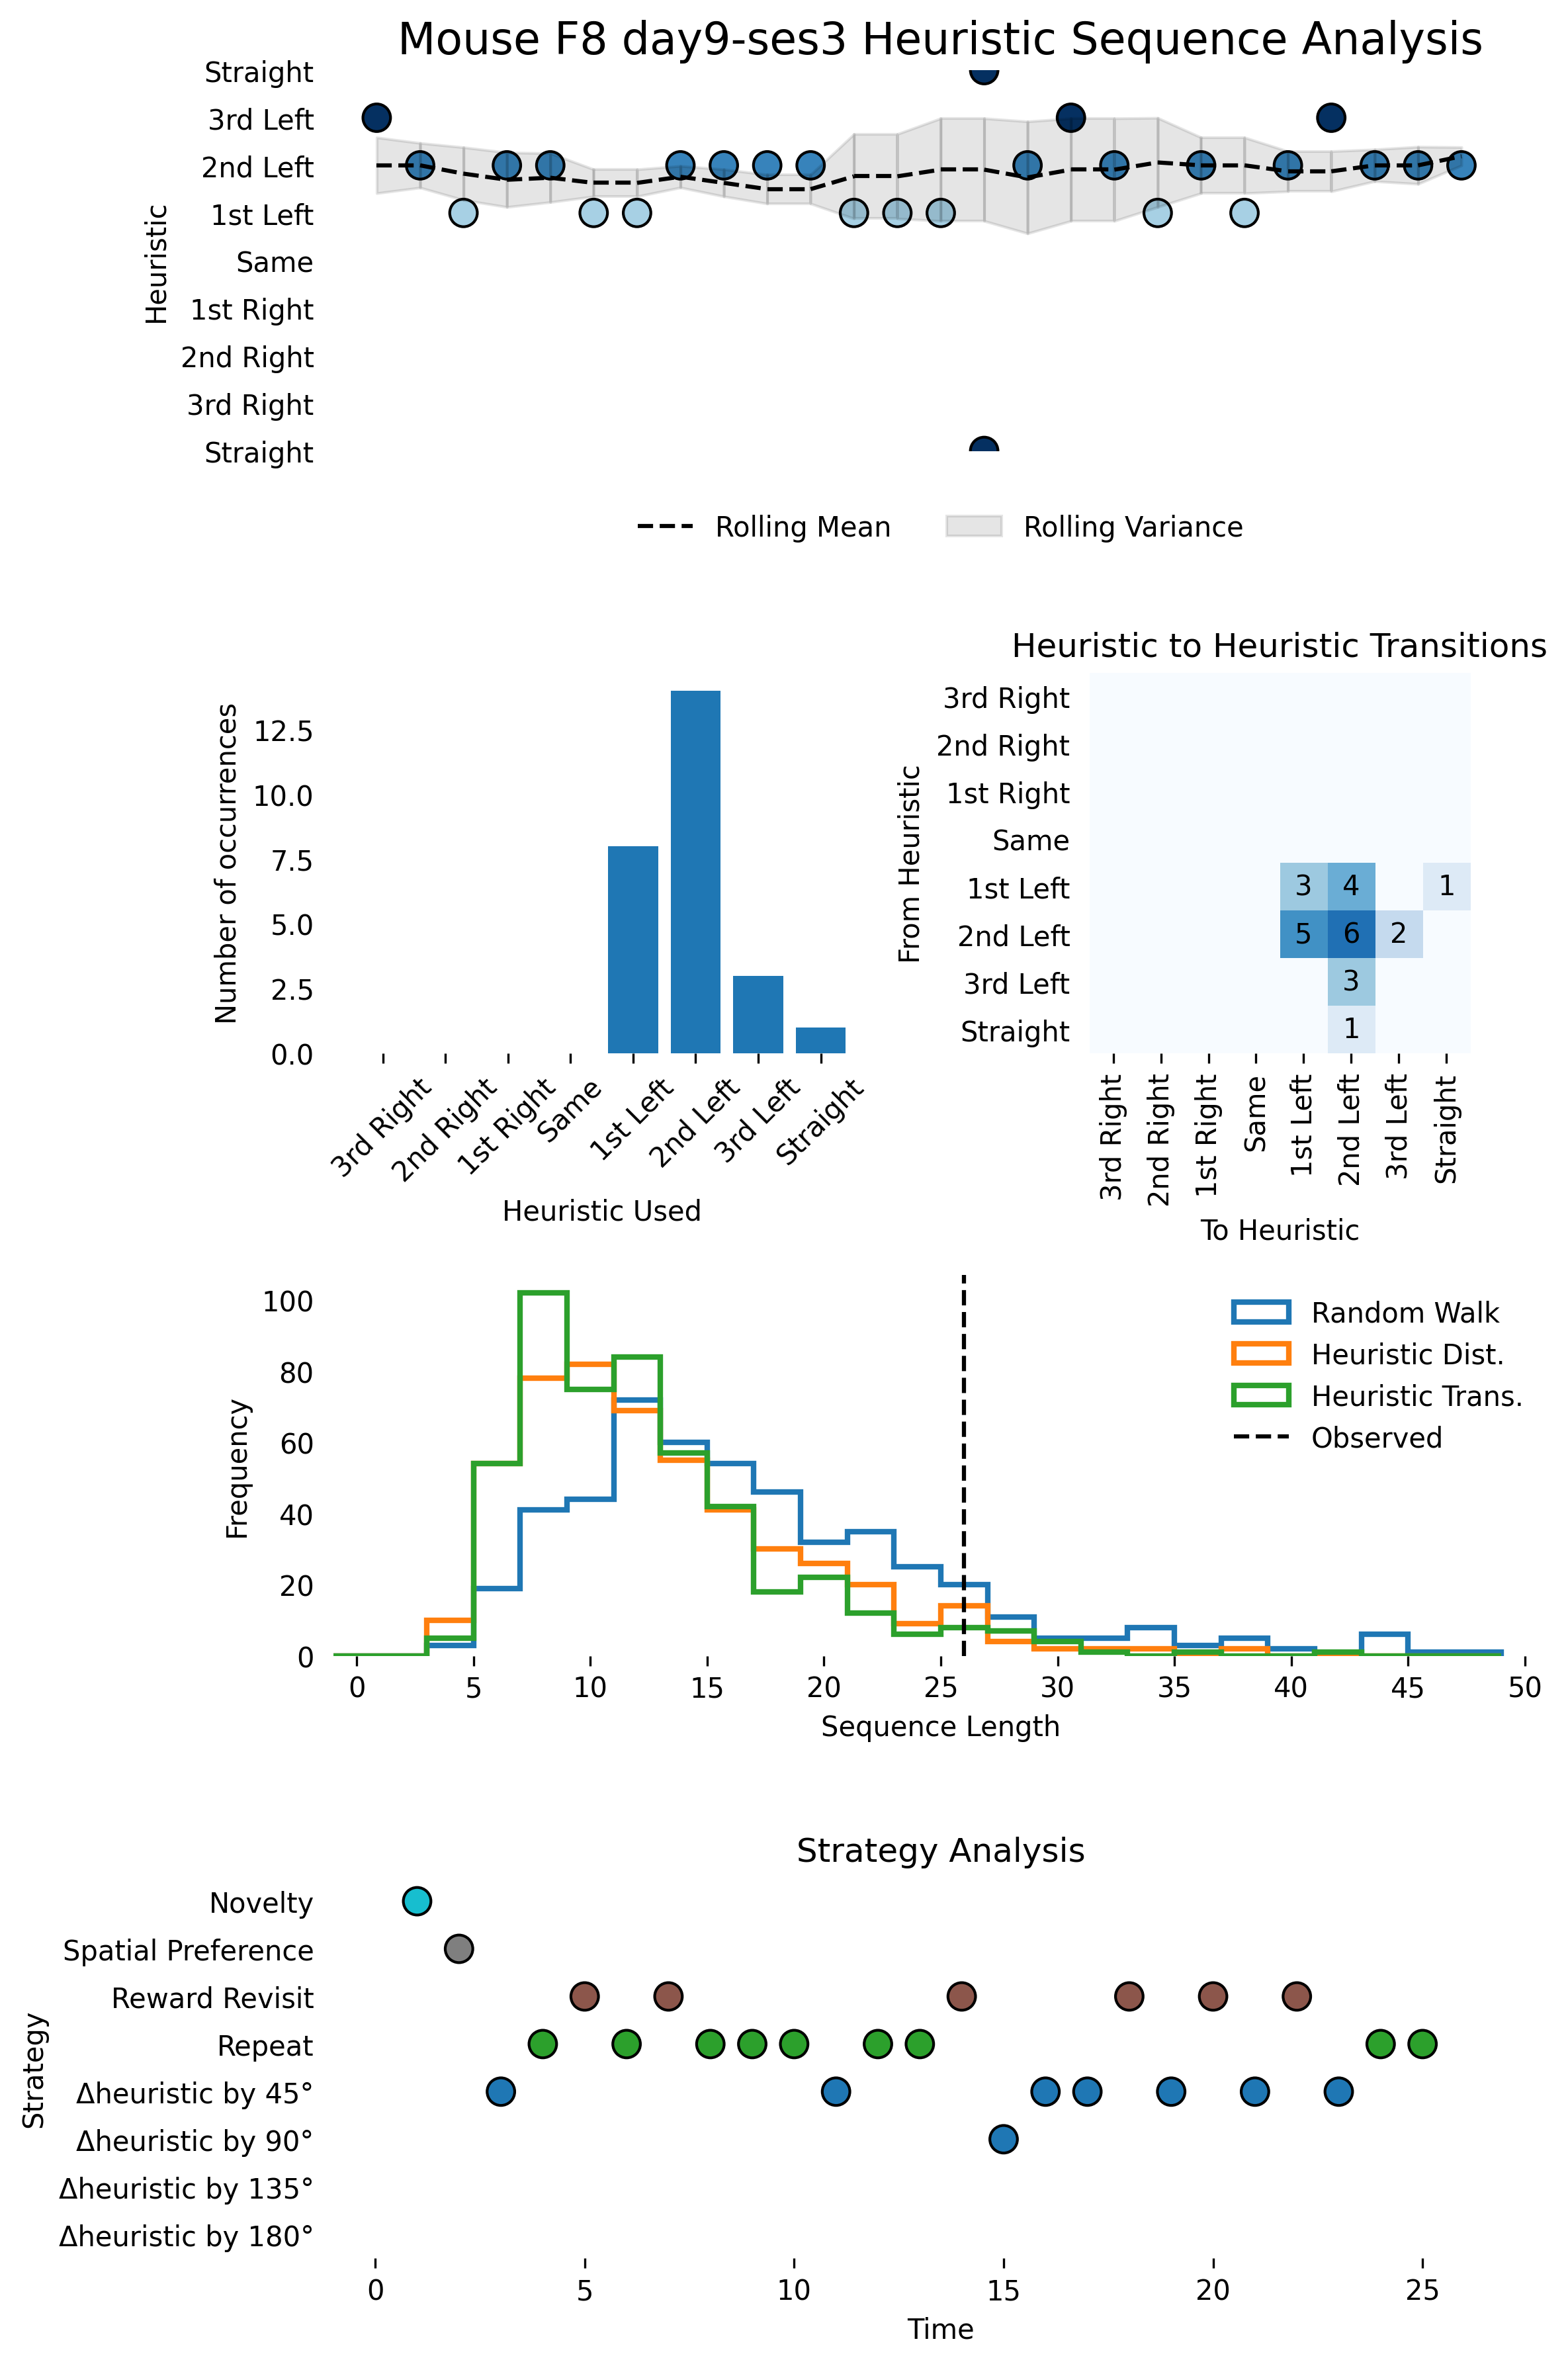 Mouse F8 day9-ses3 Heuristic Sequence Analysis
Heuristic
Straight
3rd Left
2nd Left
1st Left
Same
1st Right
2nd Right
3rd Right
Straight
Rolling Mean
Rolling Variance
Number of occurrences
12.5
10.0
7.5
5.0
2.5
0.0
3rd Right
2nd Right
1st Right
Same
1st Left
2nd Left
3rd Left
Straight
Heuristic Used
Heuristic to Heuristic Transitions
From Heuristic
3rd Right
2nd Right
1st Right
Same
1st Left
2nd Left
3rd Left
Straight
3 4 1
5 6 2
3
1
3rd Right
2nd Right
1st Right
Same
1st Left
2nd Left
3rd Left
Straight
To Heuristic
Frequency
100
80
60
40
20
0
0 5 10 15 20 25 30 35 40 45 50
Sequence Length
Random Walk
Heuristic Dist.
Heuristic Trans.
Observed
Strategy Analysis
Strategy
Novelty
Spatial Preference
Reward Revisit
Repeat
Δheuristic by 45°
Δheuristic by 90°
Δheuristic by 135°
Δheuristic by 180°
0 5 10 15 20 25
Time